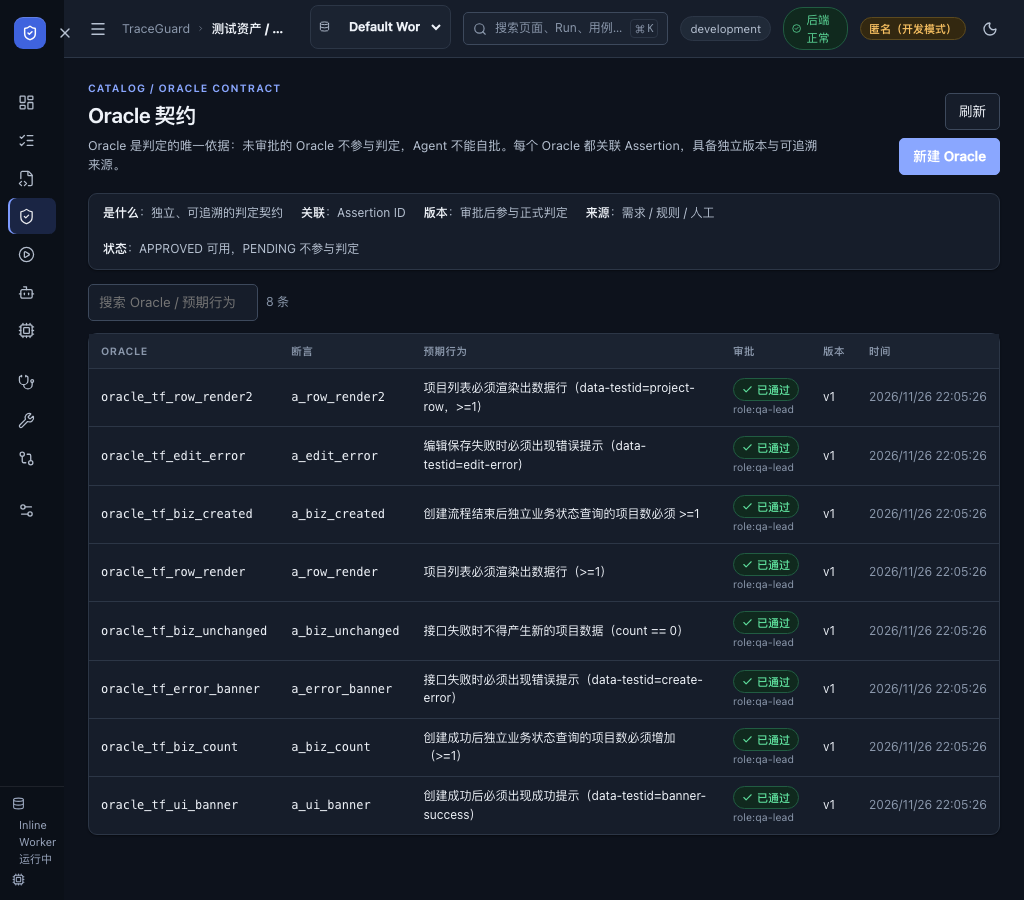 TraceGuard › 测试资产 / ...
Default Wor
搜索页面、Run、用例... ⌘ K
development
后端
正常
匿名（开发模式）
CATALOG / ORACLE CONTRACT
Oracle 契约
刷新
Oracle 是判定的唯一依据：未审批的 Oracle 不参与判定，Agent 不能自批。每个 Oracle 都关联 Assertion，具备独立版本与可追溯
来源。
新建 Oracle
是什么：独立、可追溯的判定契约 关联：Assertion ID 版本：审批后参与正式判定 来源：需求 / 规则 / 人工
状态：APPROVED 可用，PENDING 不参与判定
搜索 Oracle / 预期行为 8 条
ORACLE 断言 预期行为 审批 版本 时间
oracle_tf_row_render2 a_row_render2 项目列表必须渲染出数据行（data-testid=project-
row，>=1) 已通过 role:qa-lead v1 2026/11/26 22:05:26
oracle_tf_edit_error a_edit_error 编辑保存失败时必须出现错误提示（data-
testid=edit-error) 已通过 role:qa-lead v1 2026/11/26 22:05:26
oracle_tf_biz_created a_biz_created 创建流程结束后独立业务状态查询的项目数必须 >=1 已通过 role:qa-lead v1 2026/11/26 22:05:26
oracle_tf_row_render a_row_render 项目列表必须渲染出数据行（>=1) 已通过 role:qa-lead v1 2026/11/26 22:05:26
oracle_tf_biz_unchanged a_biz_unchanged 接口失败时不得产生新的项目数据（count == 0) 已通过 role:qa-lead v1 2026/11/26 22:05:26
oracle_tf_error_banner a_error_banner 接口失败时必须出现错误提示（data-testid=create-
error) 已通过 role:qa-lead v1 2026/11/26 22:05:26
oracle_tf_biz_count a_biz_count 创建成功后独立业务状态查询的项目数必须增加
（>=1) 已通过 role:qa-lead v1 2026/11/26 22:05:26
oracle_tf_ui_banner a_ui_banner 创建成功后必须出现成功提示（data-testid=banner-
success) 已通过 role:qa-lead v1 2026/11/26 22:05:26
Inline
Worker
运行中